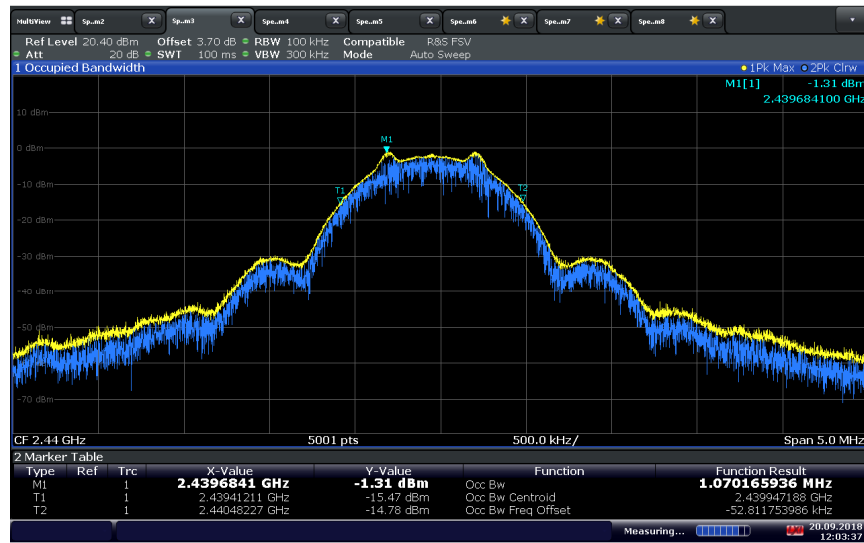 MultiView Sp..m2 X Sp..m3 X Spe..m4 X Spe..m5 X Spe..m6 X Spe..m7 X Spe..m8 X
Ref Level 20.40 dBm Offset 3.70 dB RBW 100 kHz Compatible R&S FSV
Att 20 dB SWT 100 ms VBW 300 kHz Mode Auto Sweep
1 Occupied Bandwidth 1Pk Max 2Pk Clrw
M1[1] -1.31 dBm
2.439684100 GHz
10 dBm
0 dBm
M1
-10 dBm
T1 T2
-20 dBm
-30 dBm
-40 dBm
-50 dBm
-70 dBm
CF 2.44 GHz 5001 pts 500.0 kHz/ Span 5.0 MHz
2 Marker Table
Type Ref Trc X-Value Y-Value Function Function Result
M1 1 2.4396841 GHz -1.31 dBm Occ Bw 1.070165936 MHz
T1 1 2.43941211 GHz -15.47 dBm Occ Bw Centroid 2.439947188 GHz
T2 1 2.44048227 GHz -14.78 dBm Occ Bw Freq Offset -52.811753986 kHz
Measuring... 20.09.2018
12:03:37